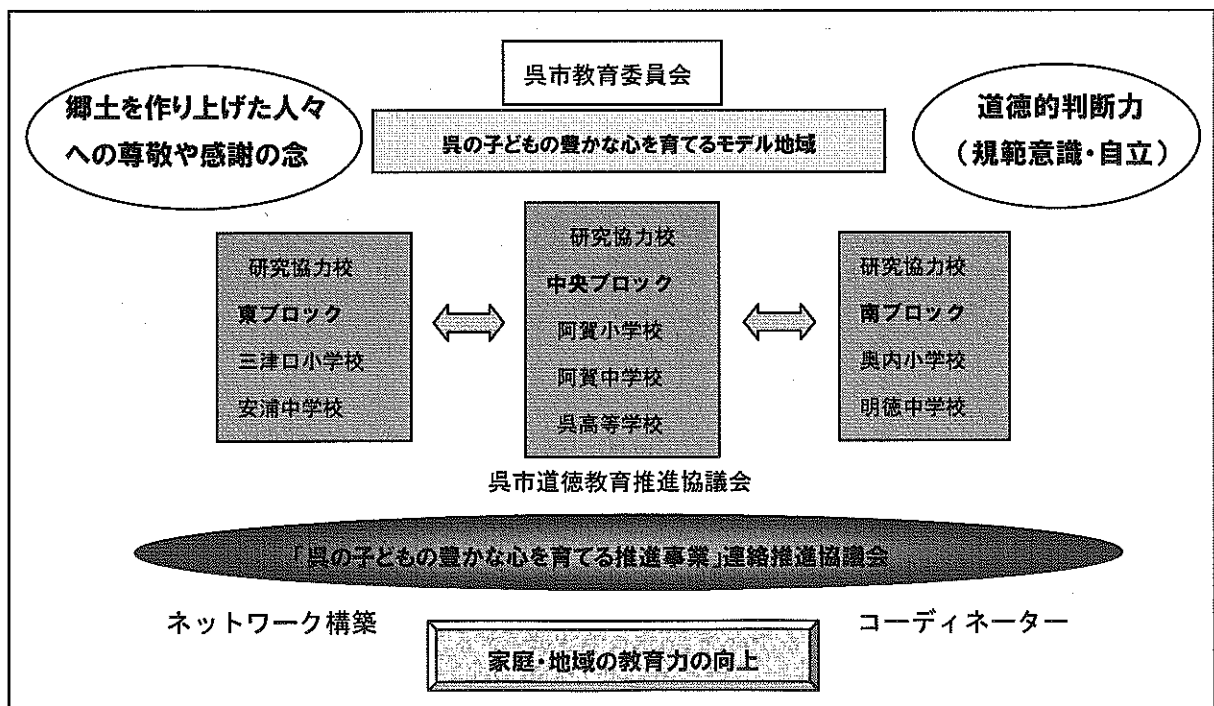 呉市教育委員会
郷土を作り上げた人々
への尊敬や感謝の念
呉の子どもの豊かな心を育てるモデル地域
道徳的判断力
（規範意識・自立）
研究協力校
東ブロック
三津口小学校
安浦中学校
研究協力校
中央ブロック
阿賀小学校
阿賀中学校
呉高等学校
研究協力校
南ブロック
奥内小学校
明徳中学校
呉市道徳教育推進協議会
「呉の子どもの豊かな心を育てる推進事業」連絡推進協議会
ネットワーク構築
コーディネーター
家庭・地域の教育力の向上